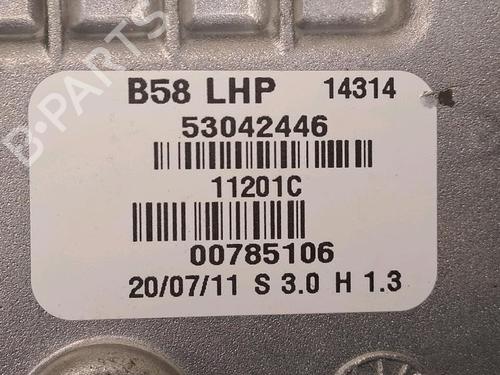 B58 LHP 14314
53042446
11201C
00785106
20/07/11 S 3.0 H 1.3
B-PARTS